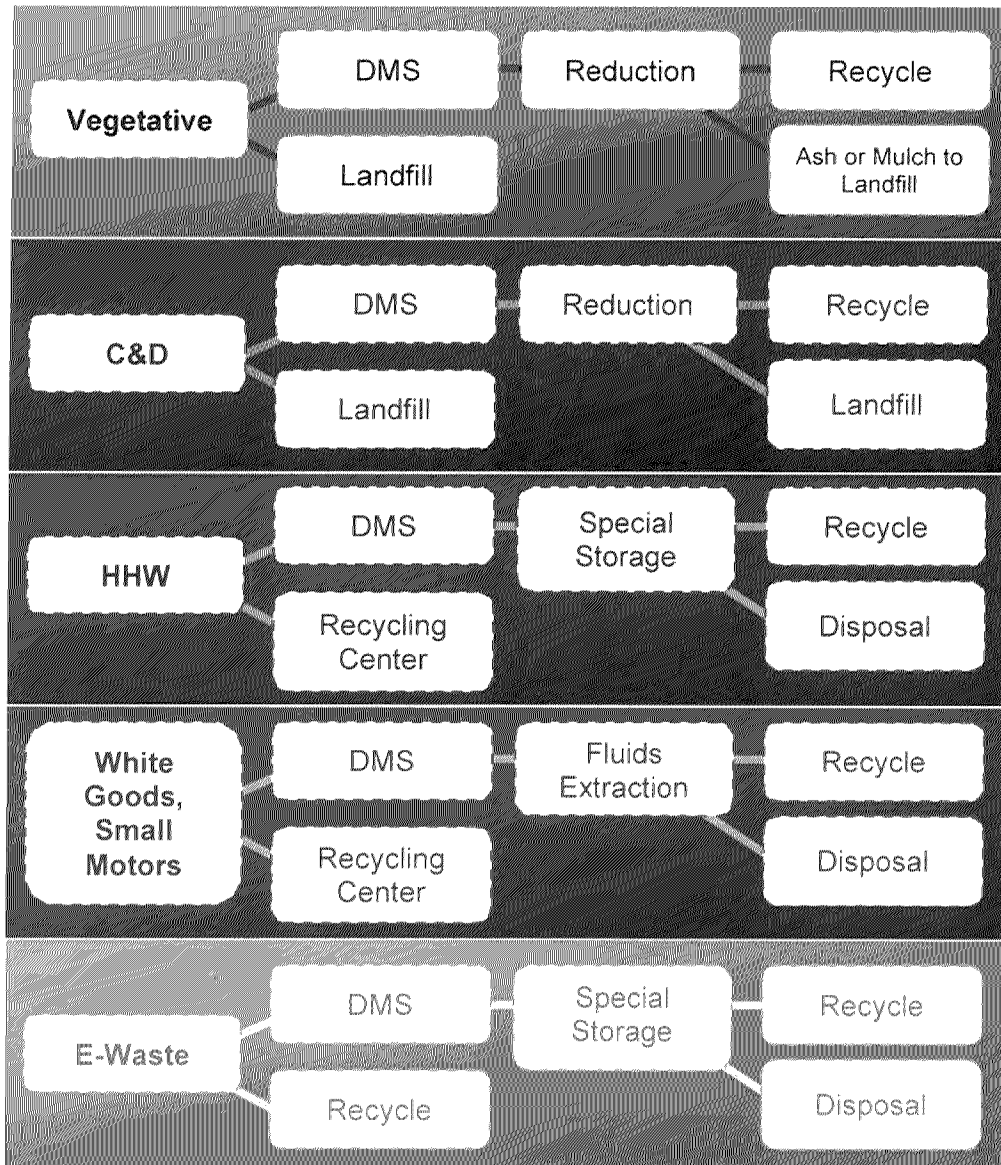 Vegetative
DMS
Reduction
Recycle
Landfill
Ash or Mulch to
Landfill
C&D
DMS
Reduction
Recycle
Landfill
Landfill
HHW
DMS
Special
Storage
Recycle
Recycling
Center
Disposal
White
Goods,
Small
Motors
DMS
Fluids
Extraction
Recycle
Recycling
Center
Disposal
E-Waste
DMS
Special
Storage
Recycle
Recycle
Disposal